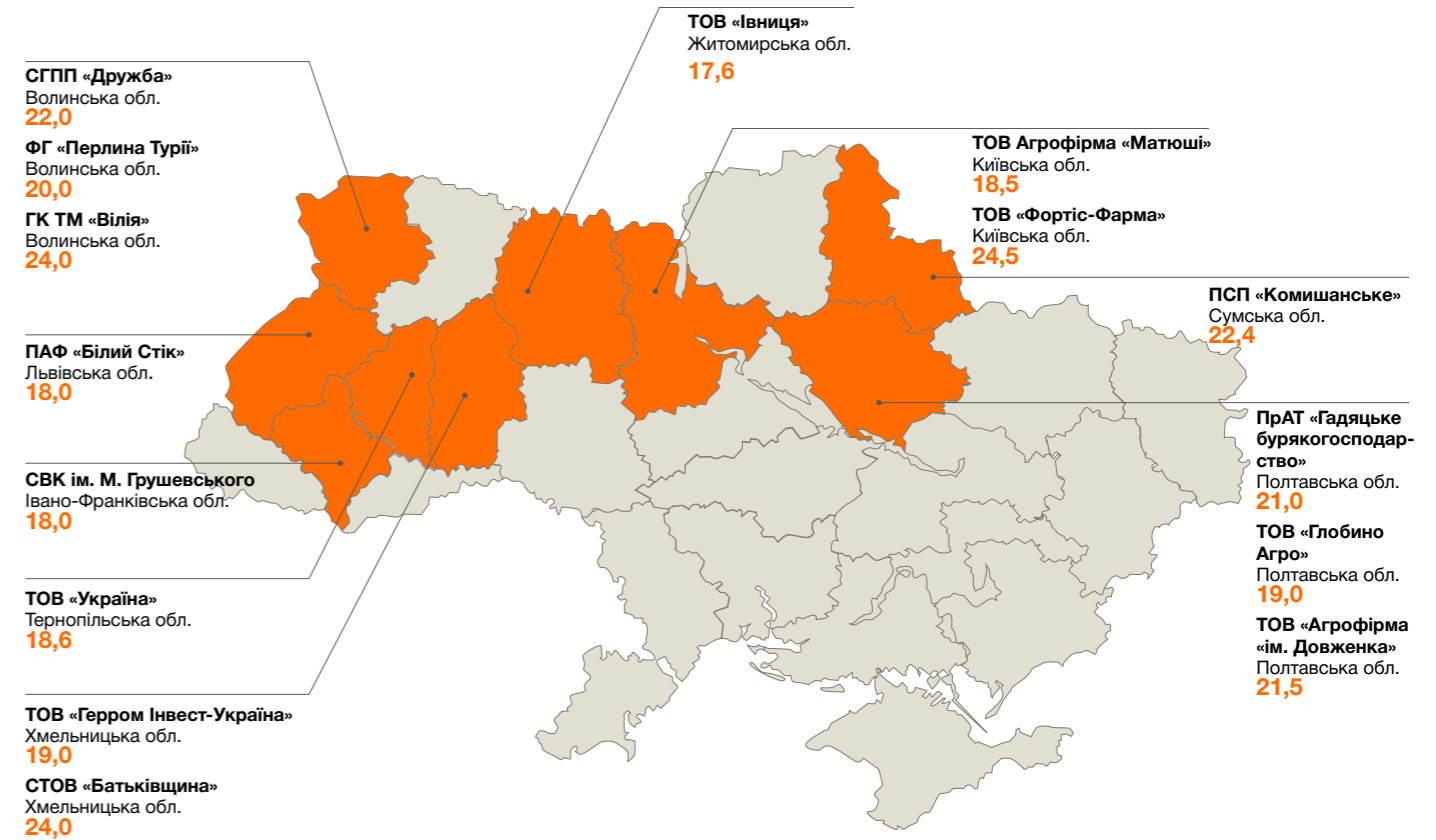 ТОВ «Івниця»
Житомирська обл.
17,6
СГПП «Дружба»
Волинська обл.
22,0
ФГ «Перлина Турії»
Волинська обл.
20,0
ГК ТМ «Вілія»
Волинська обл.
24,0
ТОВ Агрофірма «Матюші»
Київська обл.
18,5
ТОВ «Фортіс-Фарма»
Київська обл.
24,5
ПСП «Комишанське»
Сумська обл.
22,4
ПАФ «Білий Стік»
Львівська обл.
18,0
ПрАТ «Гадяцьке
бурякогосподар-
ство»
Полтавська обл.
21,0
ТОВ «Глобино
Агро»
Полтавська обл.
19,0
ТОВ «Агрофірма
«ім. Довженка»
Полтавська обл.
21,5
СВК ім. М. Грушевського
Івано-Франківська обл.
18,0
ТОВ «Україна»
Тернопільська обл.
18,6
ТОВ «Герром Інвест-Україна»
Хмельницька обл.
19,0
СТОВ «Батьківщина»
Хмельницька обл.
24,0